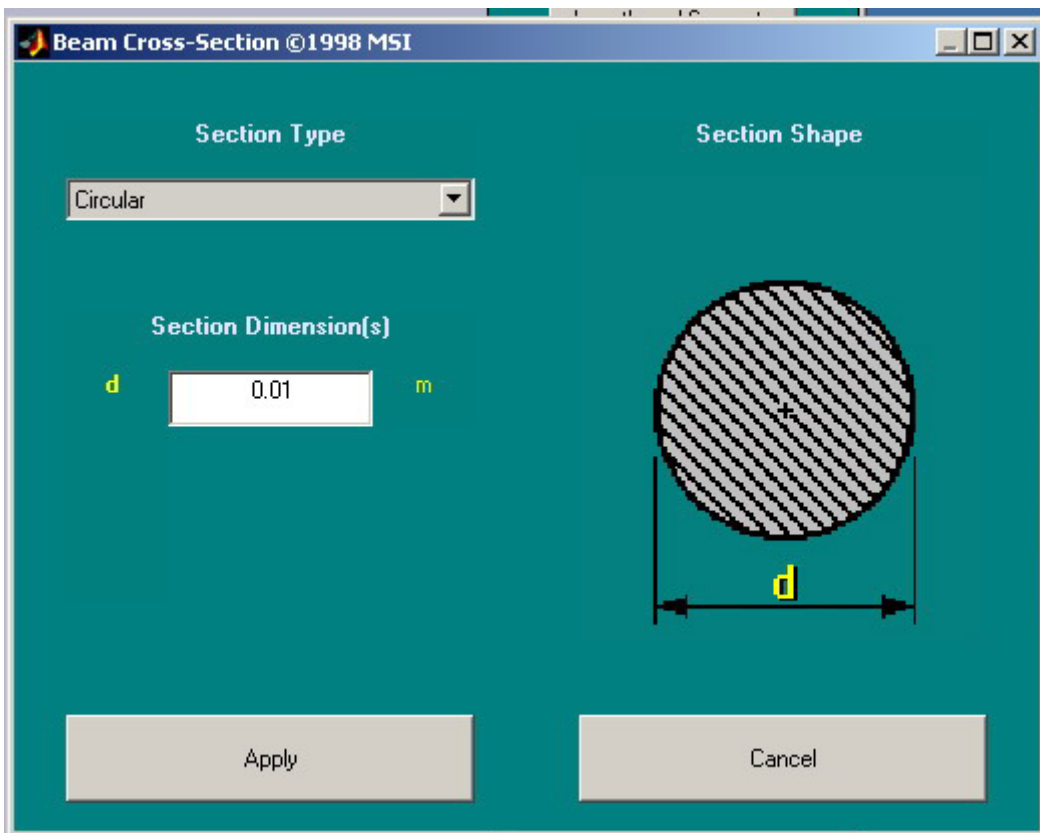 Beam Cross-Section ©1998 MSI
Section Type
Section Shape
Circular
Section Dimension(s)
d
0.01
m
d
Apply
Cancel